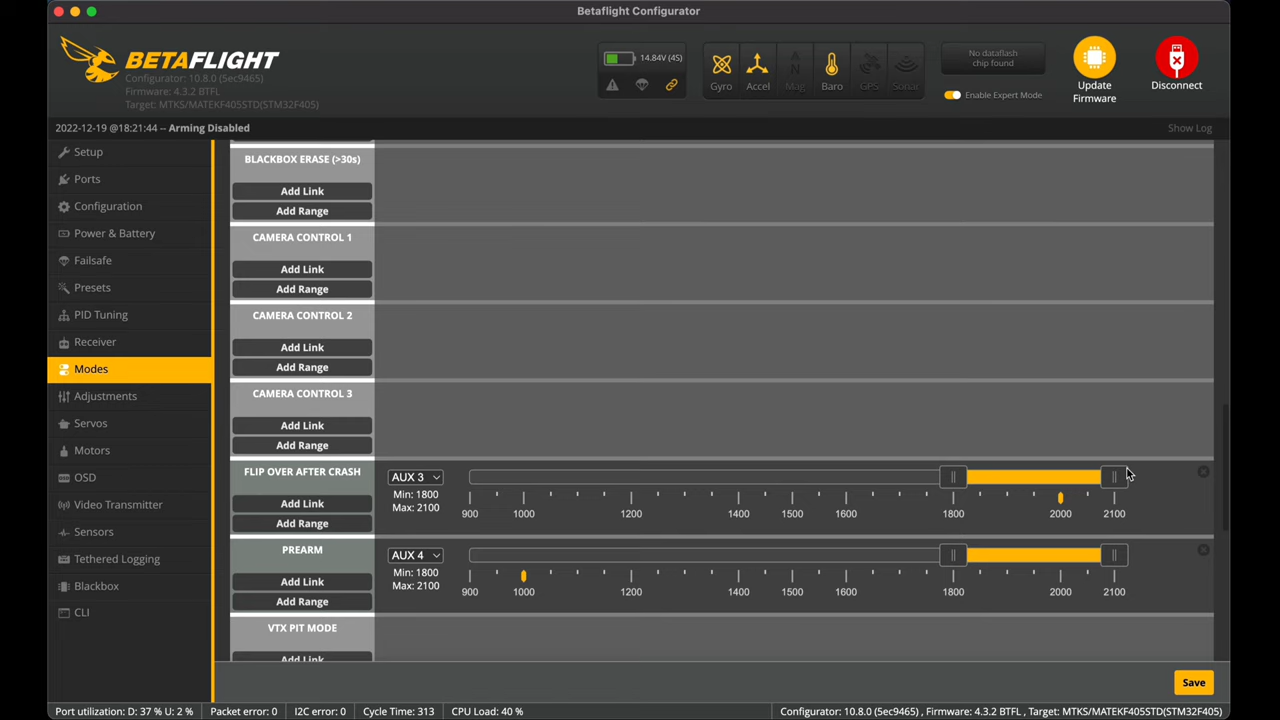 Betaflight Configurator
BETAFLIGHT
Configurator: 10.8.0 (5ec9465)
Firmware: 4.3.2 BTFL
Target: MTKS/MATEKF405STD(STM32F405)
14.84V (4S)
Gyro
Accel
Mag
Baro
GPS
Sonar
No dataflash
chip found
Enable Expert Mode
Update
Firmware
Disconnect
2022-12-19 @18:21:44 -- Arming Disabled
Show Log
Setup
Ports
Configuration
Power & Battery
Failsafe
Presets
PID Tuning
Receiver
Modes
Adjustments
Servos
Motors
OSD
Video Transmitter
Sensors
Tethered Logging
Blackbox
CLI
BLACKBOX ERASE (>30s)
Add Link
Add Range
CAMERA CONTROL 1
Add Link
Add Range
CAMERA CONTROL 2
Add Link
Add Range
CAMERA CONTROL 3
Add Link
Add Range
FLIP OVER AFTER CRASH
Add Link
Add Range
AUX 3
Min: 1800
Max: 2100
900 1000 1200 1400 1500 1600 1800 2000 2100
PREARM
Add Link
Add Range
AUX 4
Min: 1800
Max: 2100
900 1000 1200 1400 1500 1600 1800 2000 2100
VTX PIT MODE
Add Link
Save
Port utilization: D: 37 % U: 2 % Packet error: 0 I2C error: 0 Cycle Time: 313 CPU Load: 40 % Configurator: 10.8.0 (5ec9465) , Firmware: 4.3.2 BTFL , Target: MTKS/MATEKF405STD(STM32F405)